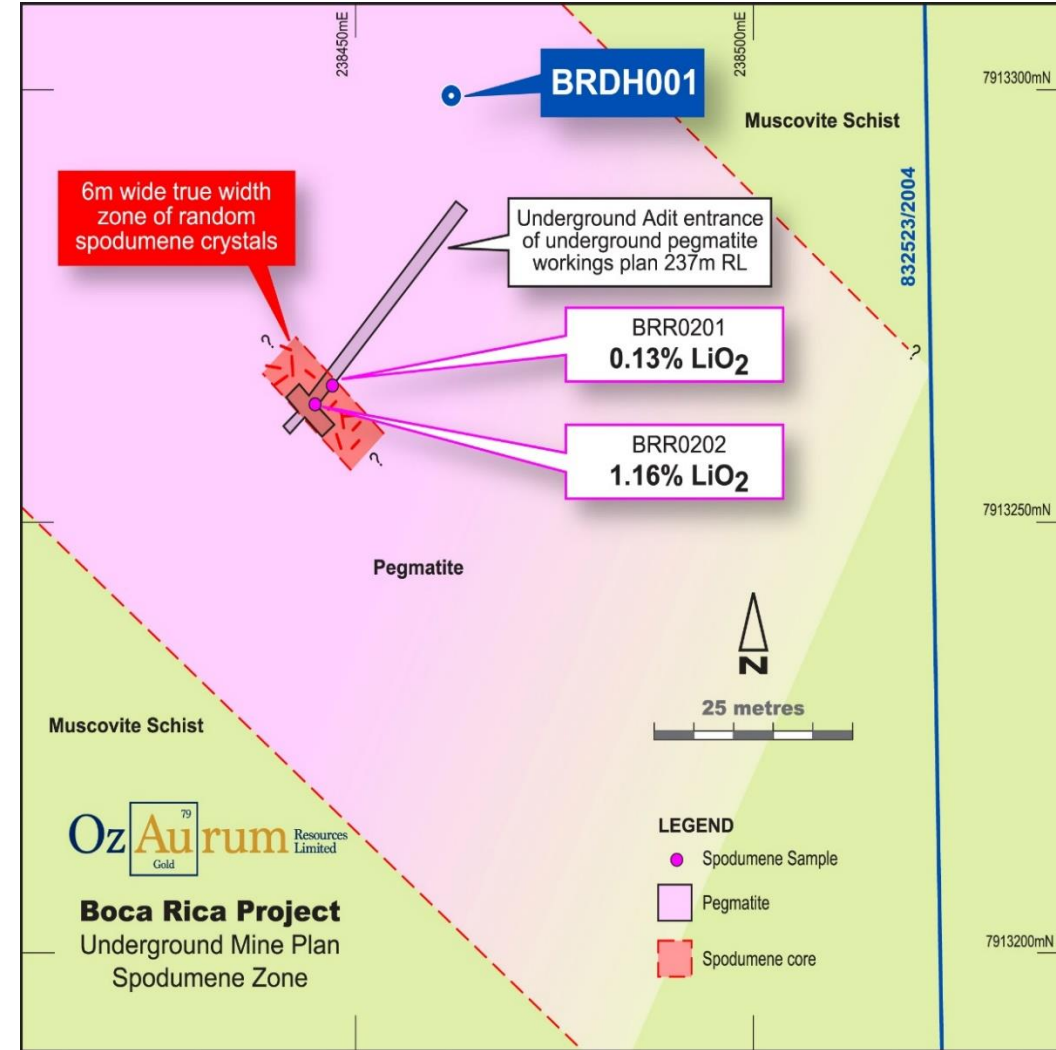 238450mE
238500mE
7913300mN
BRDH001
Muscovite Schist
832523/2004
6m wide true width
zone of random
spodumene crystals
Underground Adit entrance
of underground pegmatite
workings plan 237m RL
BRR0201
0.13% LiO2
?
?
?
BRR0202
1.16% LiO2
7913250mN
Pegmatite
N
25 metres
Muscovite Schist
OzAurum Resources
Limited
79
Gold
Boca Rica Project
Underground Mine Plan
Spodumene Zone
LEGEND
Spodumene Sample
Pegmatite
Spodumene core
7913200mN